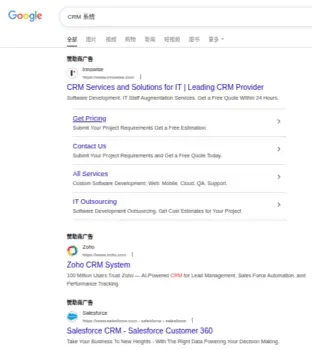 Google
CRM 系统
全部 图片 视频 购物 新闻 短视频 图书 更多
赞助商广告
Innowise
https://www.innowise.com
CRM Services and Solutions for IT | Leading CRM Provider
Software Development. IT Staff Augmentation Services. Get a Free Quote Within 24 Hours.
Get Pricing
Submit Your Project Requirements Get a Free Estimation
Contact Us
Submit Your Project Requirements and Get a Free Quote Today.
All Services
Custom Software Development. Web. Mobile. Cloud. QA. Support.
IT Outsourcing
Software Development Outsourcing, Get Cost Estimates for Your Project
赞助商广告
Zoho
https://www.zoho.com
Zoho CRM System
100 Million Users Trust Zoho — AI-Powered CRM for Lead Management, Sales Force Automation, and
Performance Tracking.
赞助商广告
Salesforce
https://www.salesforce.com › salesforce › salesforce
Salesforce CRM - Salesforce Customer 360
Take Your Business To New Heights - With The Right Data Powering Your Decision Making.